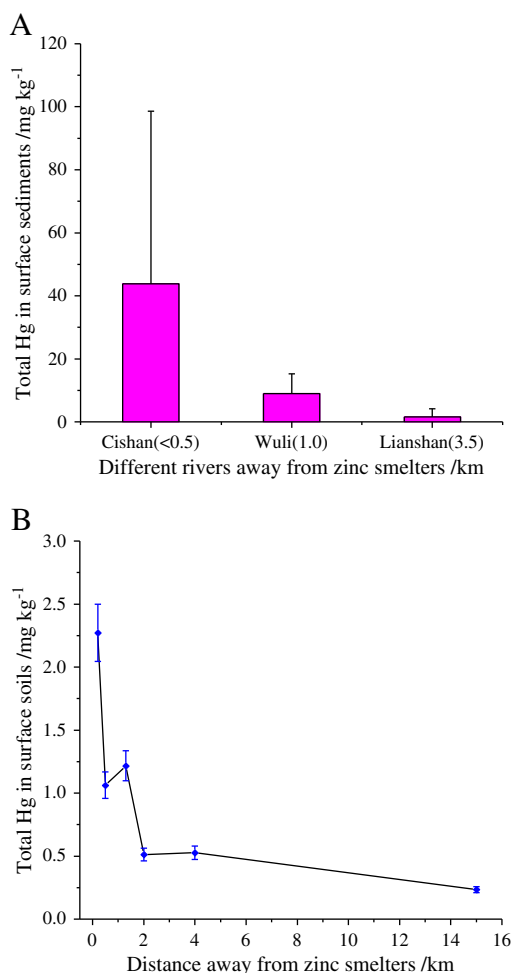 A
Total Hg in surface sediments /mg kg⁻¹
120
100
80
60
40
20
0
Cishan(<0.5) Wuli(1.0) Lianshan(3.5)
Different rivers away from zinc smelters /km
B
Total Hg in surface soils /mg kg⁻¹
3.0
2.5
2.0
1.5
1.0
0.5
0.0
0 2 4 6 8 10 12 14 16
Distance away from zinc smelters /km